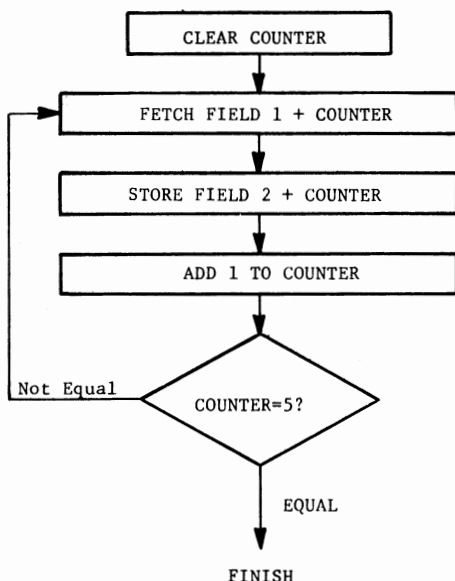 CLEAR COUNTER
FETCH FIELD 1 + COUNTER
STORE FIELD 2 + COUNTER
ADD 1 TO COUNTER
Not Equal
COUNTER=5?
EQUAL
FINISH